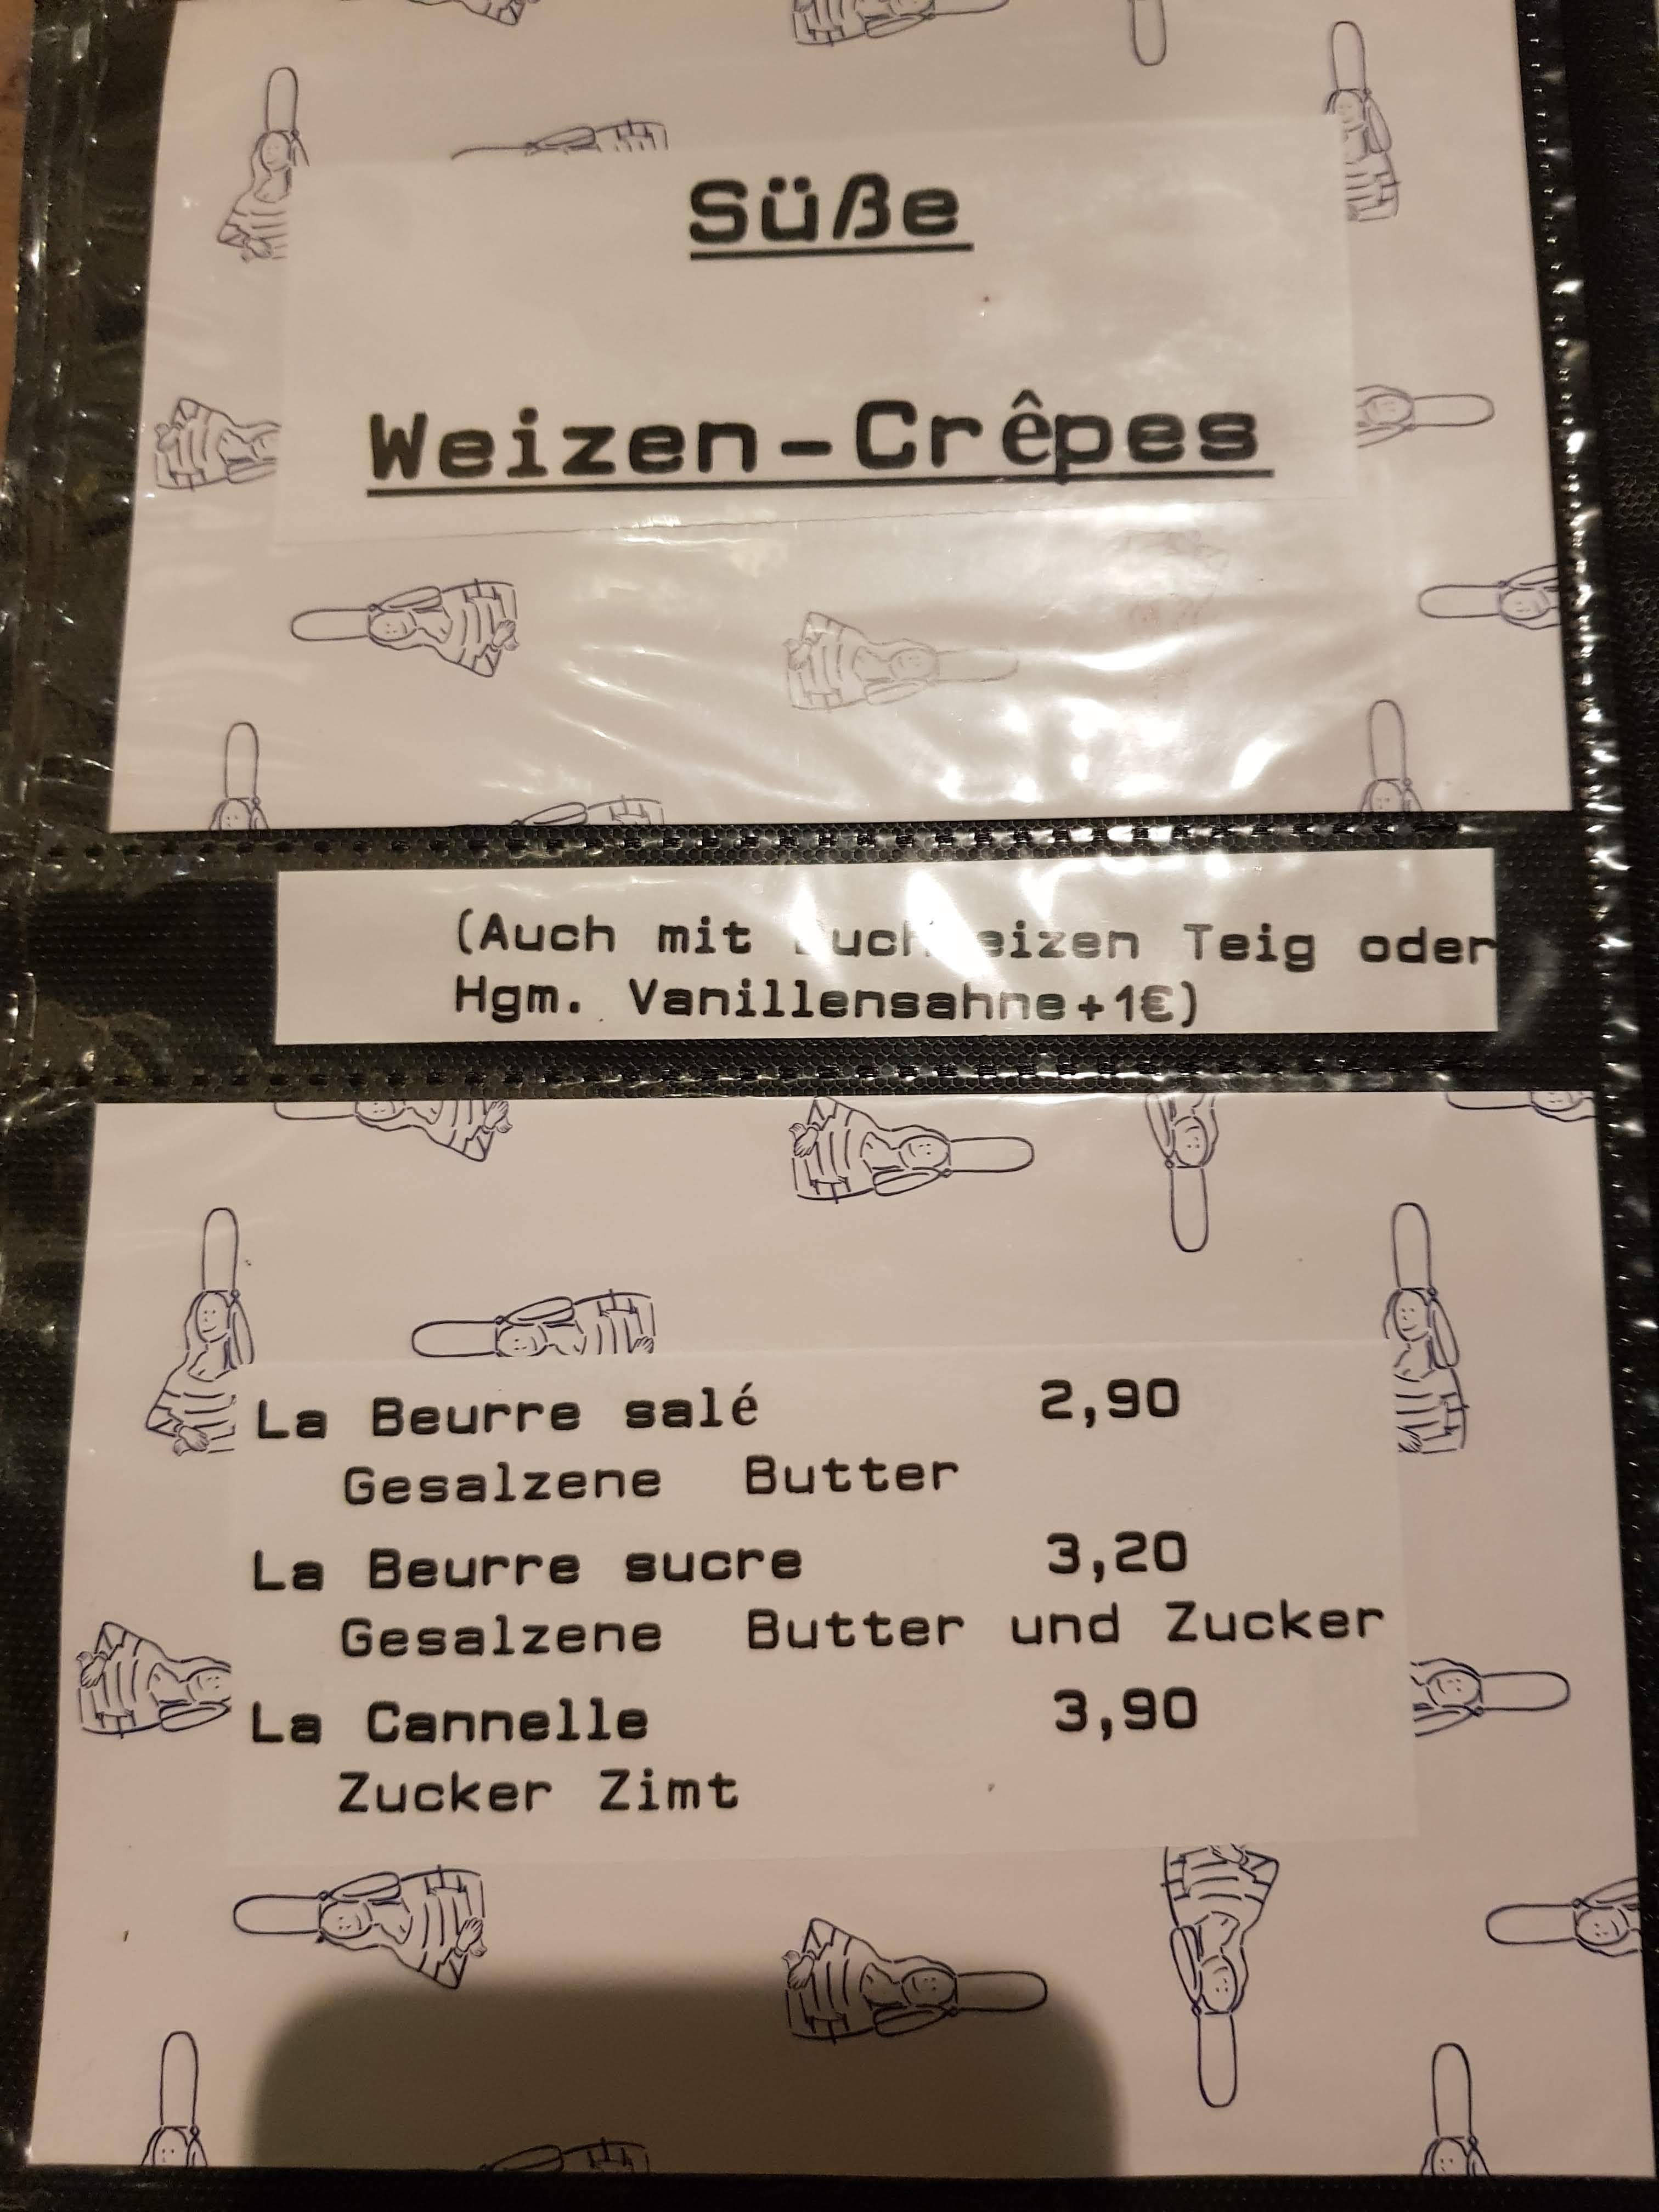 Süße
Weizen-Crêpes
(Auch mit Buchweizen Teig oder
Hgm. Vanillensahne+1€)
La Beurre salé 2,90
Gesalzene Butter
La Beurre sucre 3,20
Gesalzene Butter und Zucker
La Cannelle 3,90
Zucker Zimt